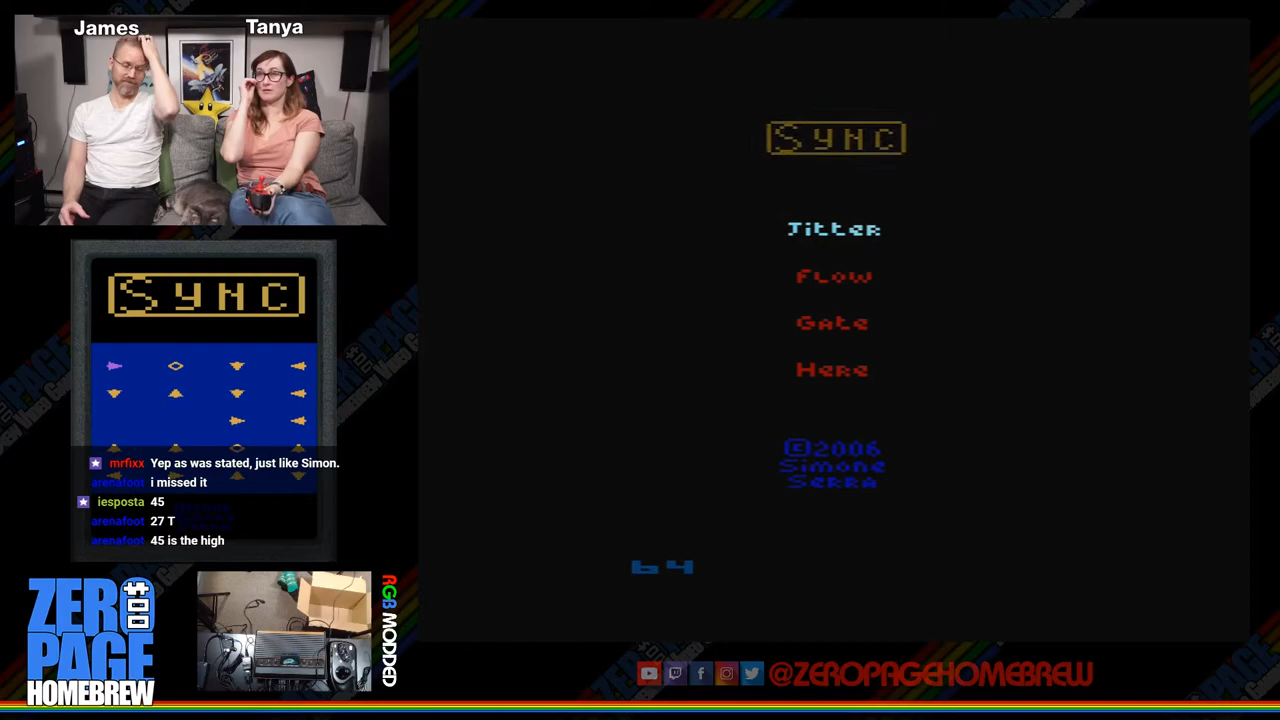 James
Tanya
Sync
Sync
Jitter
Flow
Gate
Here
©2006
Simone
Serra
64
mrfixx Yep as was stated, just like Simon.
arenafoot i missed it
iesposta 45
arenafoot 27 T
arenafoot 45 is the high
ZERO
PAGE
HOMEBREW
RGB MODDED
@ZEROPAGEHOMEBREW